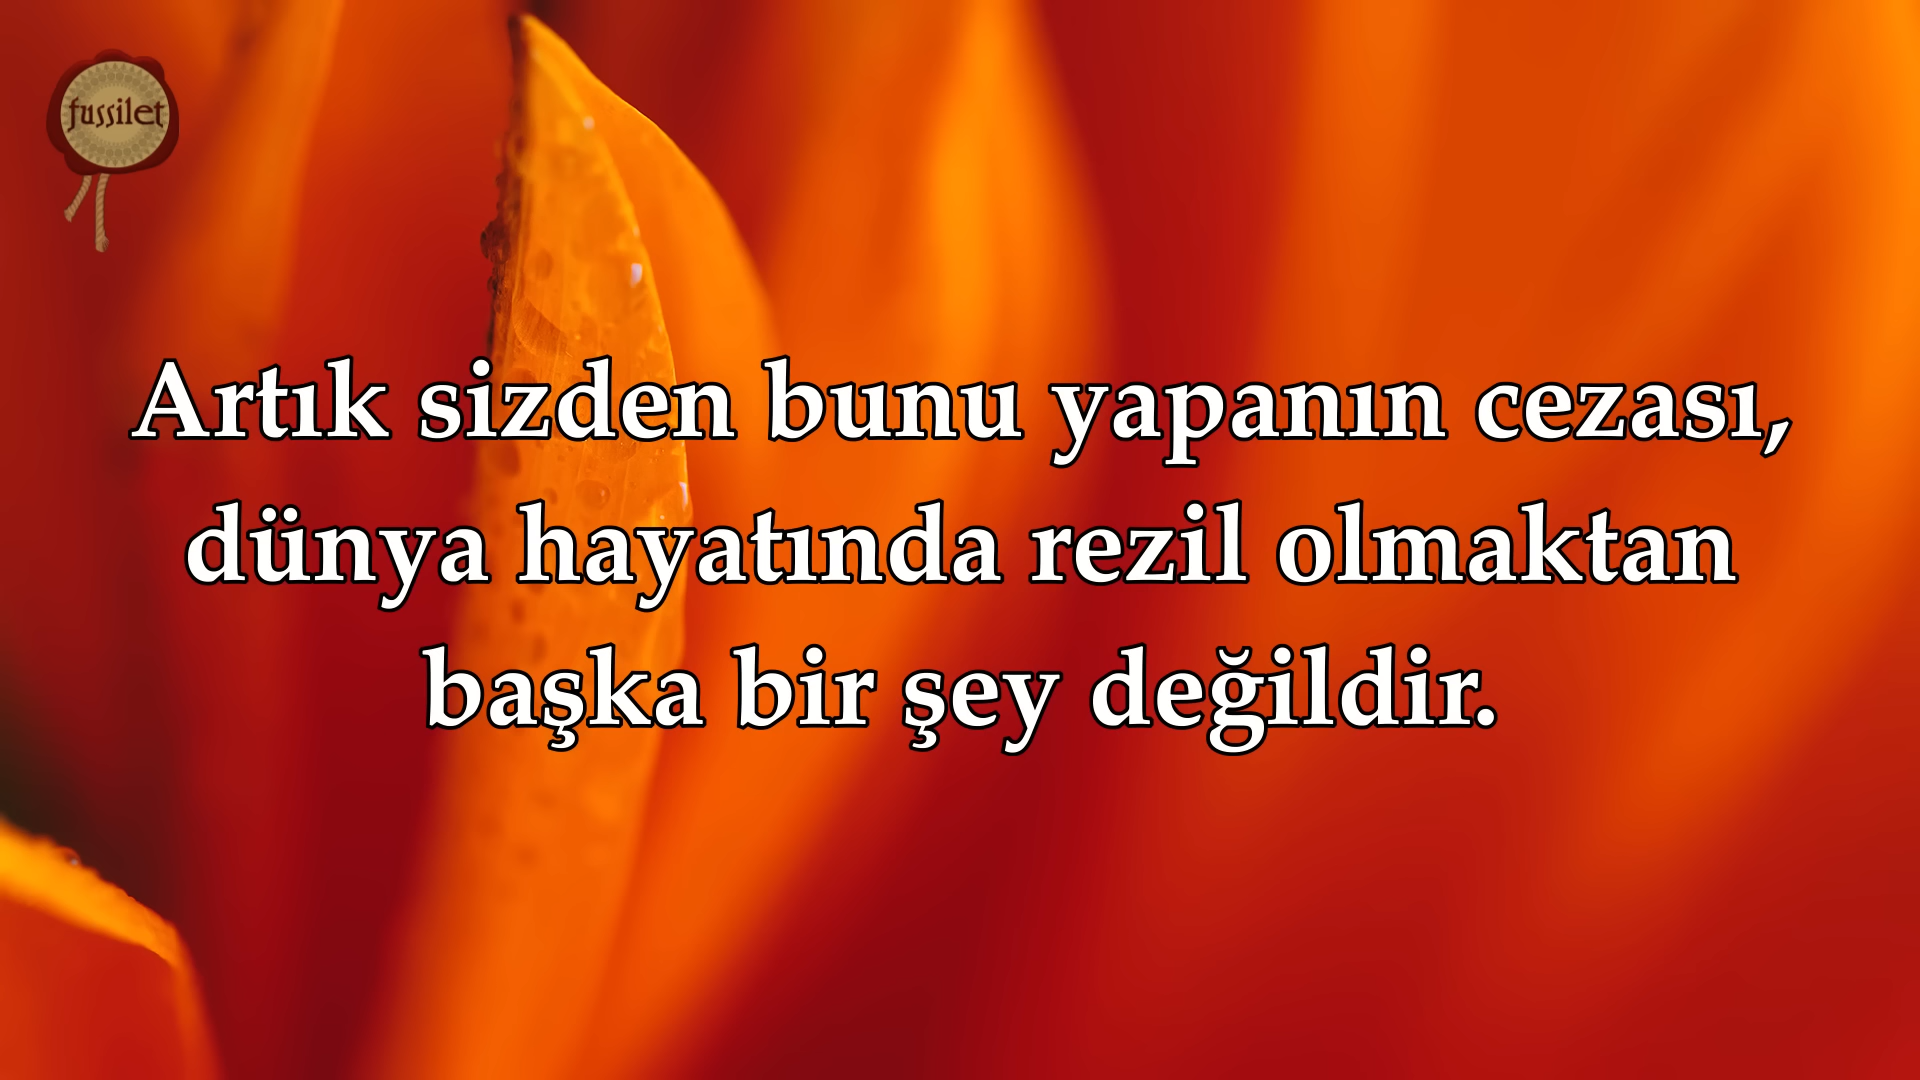 fussilet
Artık sizden bunu yapanın cezası,
dünya hayatında rezil olmaktan
başka bir şey değildir.